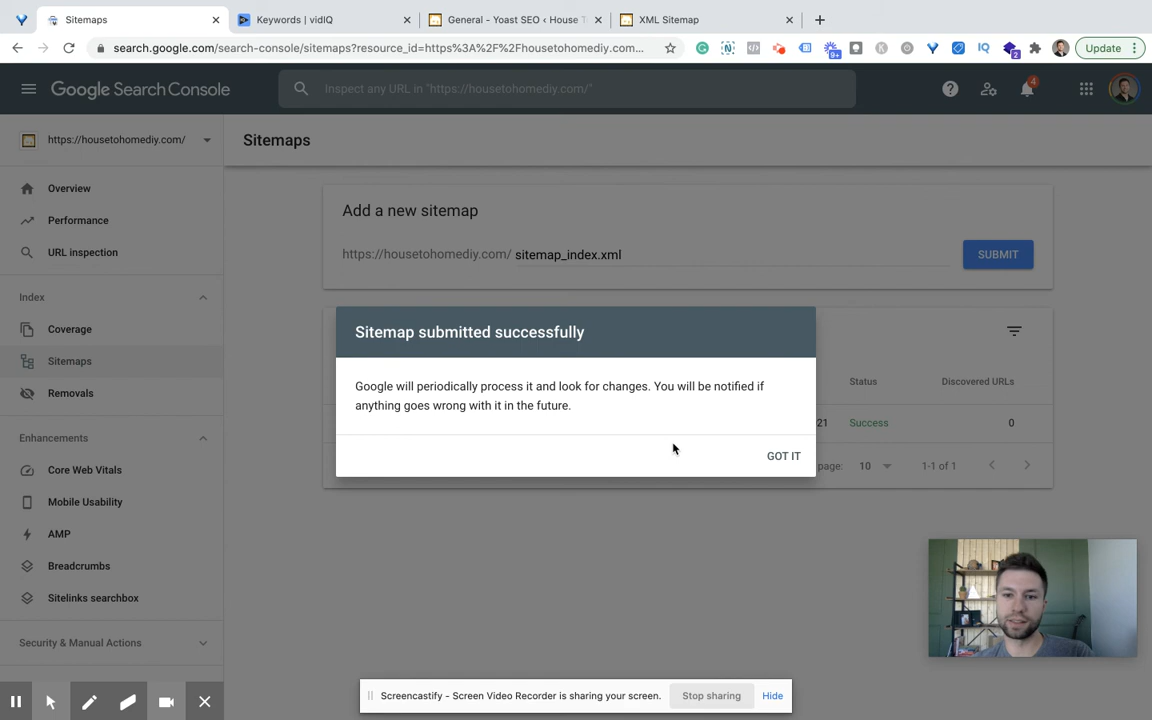 Sitemaps
Keywords | vidIQ
General - Yoast SEO ‹ House T
XML Sitemap
search.google.com/search-console/sitemaps?resource_id=https%3A%2F%2Fhousetohomediy.com...
9+
IQ
2
Update
Google Search Console
Inspect any URL in "https://housetohomediy.com/"
4
https://housetohomediy.com/
Sitemaps
Overview
Performance
URL inspection
Index
Coverage
Sitemaps
Removals
Enhancements
Core Web Vitals
Mobile Usability
AMP
Breadcrumbs
Sitelinks searchbox
Security & Manual Actions
Add a new sitemap
https://housetohomediy.com/ sitemap_index.xml
SUBMIT
Sitemap submitted successfully
Google will periodically process it and look for changes. You will be notified if
anything goes wrong with it in the future.
GOT IT
Status
Discovered URLs
21
Success
0
page:
10
1-1 of 1
Screencastify - Screen Video Recorder is sharing your screen.
Stop sharing
Hide